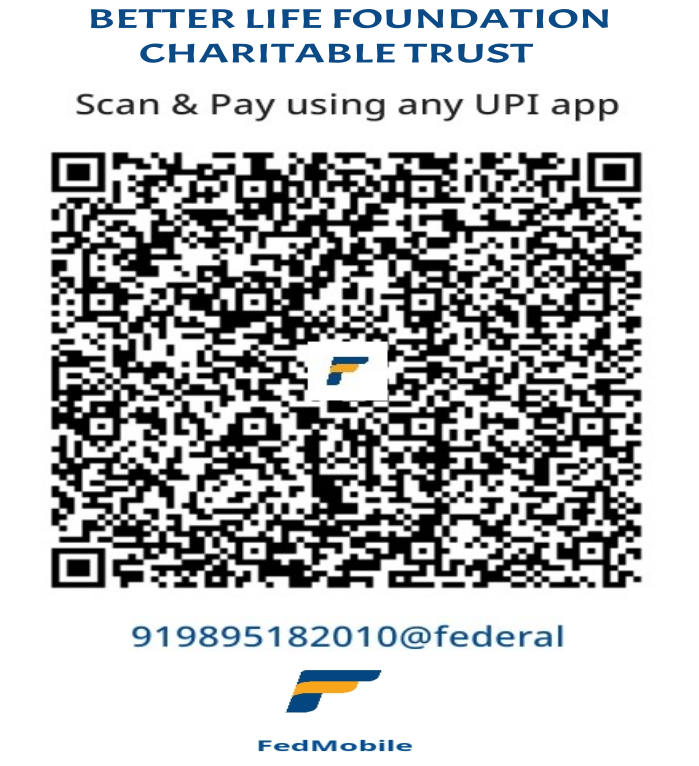 BETTER LIFE FOUNDATION
CHARITABLE TRUST
Scan & Pay using any UPI app
919895182010@federal
FedMobile